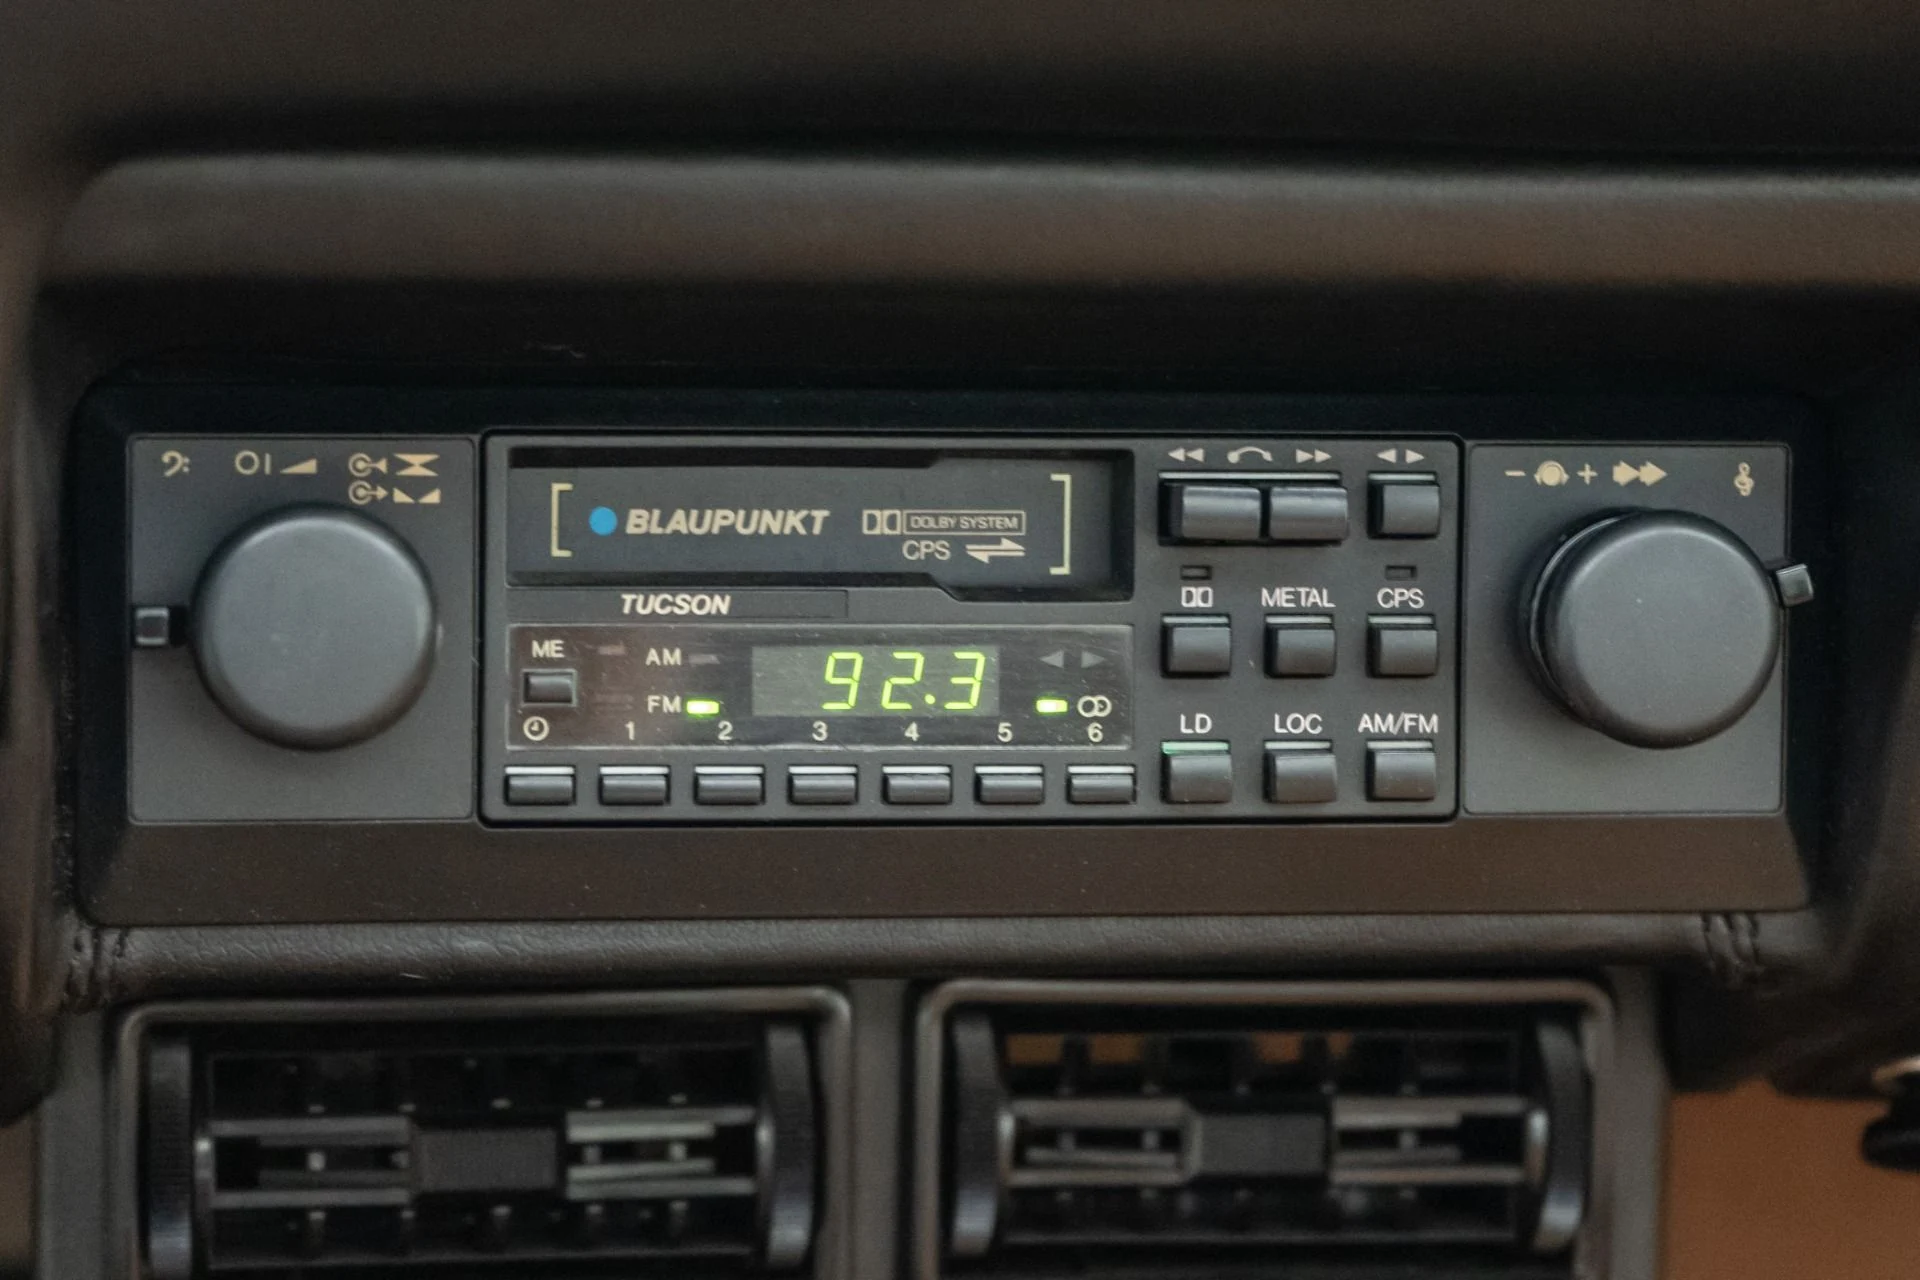 BLAUPUNKT DOLBY SYSTEM
CPS
TUCSON
METAL CPS
ME AM 92.3
FM
1 2 3 4 5 6
LD LOC AM/FM